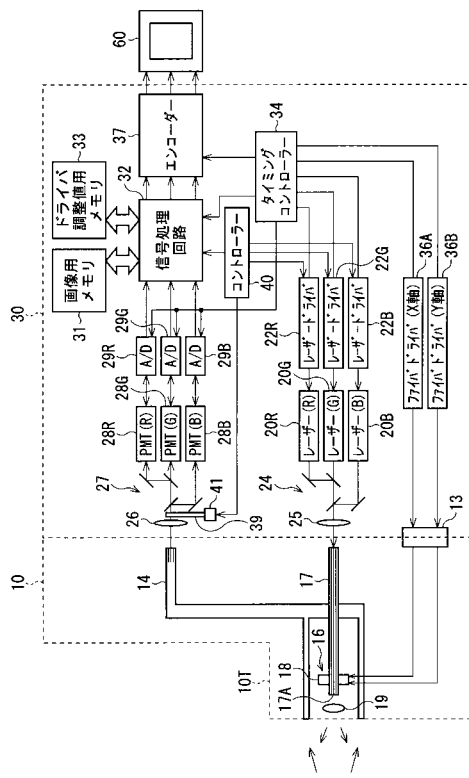 30
10
10T
60
エンコーダー
37
ドライバ
調整値用
メモリ
33
画像用
メモリ
31
信号処理
回路
32
タイミング
コントローラー
34
コントローラー
40
A/D
29R
A/D
29G
A/D
29B
PMT(R)
28R
PMT(G)
28G
PMT(B)
28B
27
26
41
39
レーザードライバ
22R
レーザードライバ
22G
レーザードライバ
22B
レーザー(R)
20R
レーザー(G)
20G
レーザー(B)
20B
24
25
ファイバドライバ(X軸)
36A
ファイバドライバ(Y軸)
36B
13
14
17
16
18
17A
19